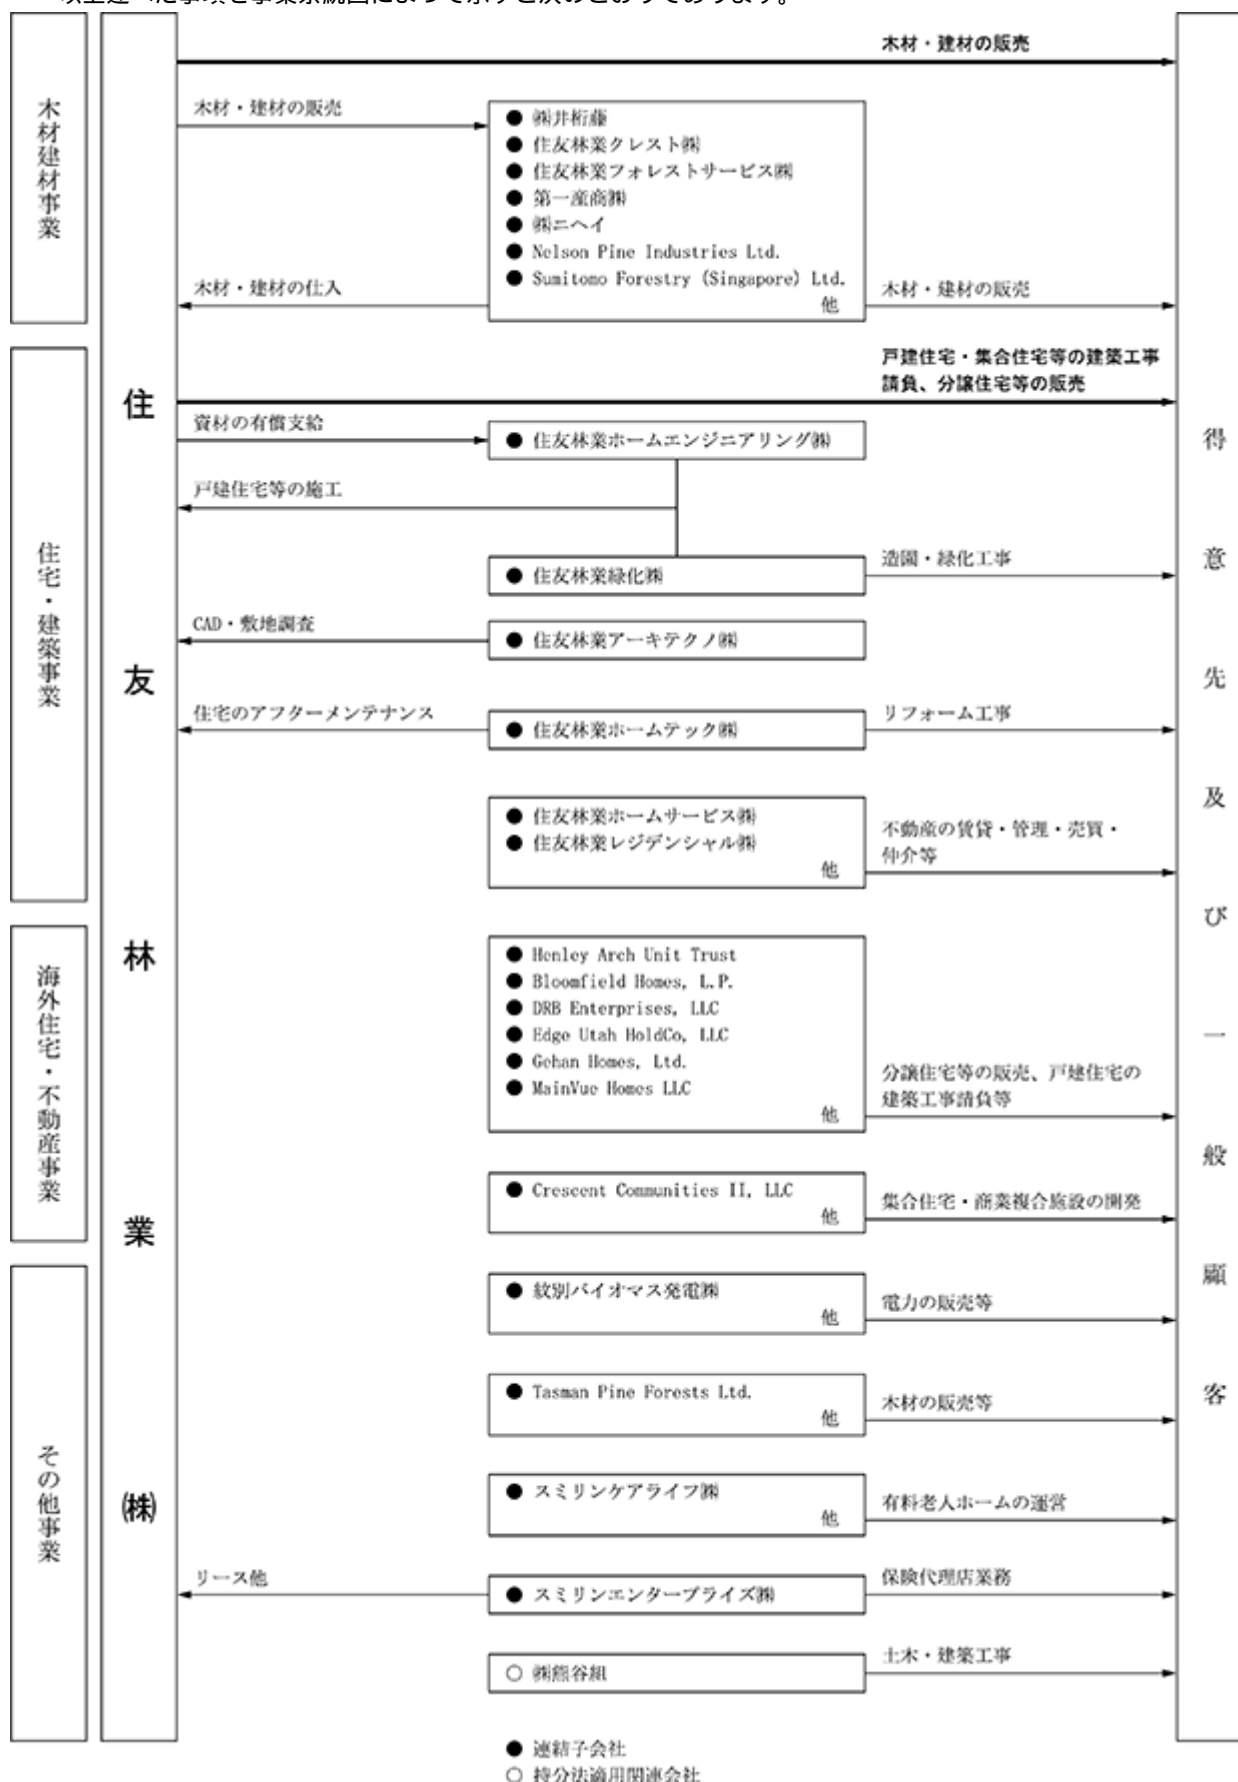 以上述べた事項を事業系統図によって示すと次のとおりであります。
木材建材事業
住宅・建築事業
海外住宅・不動産事業
その他事業
住友林業㈱
木材・建材の販売
木材・建材の販売
● ㈱井桁藤
● 住友林業クレスト㈱
● 住友林業フォレストサービス㈱
● 第一産商㈱
● ㈱ニヘイ
● Nelson Pine Industries Ltd.
● Sumitomo Forestry (Singapore) Ltd.
他
木材・建材の仕入
木材・建材の販売
戸建住宅・集合住宅等の建築工事
請負、分譲住宅等の販売
資材の有償支給
● 住友林業ホームエンジニアリング㈱
戸建住宅等の施工
● 住友林業緑化㈱
造園・緑化工事
CAD・敷地調査
● 住友林業アーキテクノ㈱
住宅のアフターメンテナンス
● 住友林業ホームテック㈱
リフォーム工事
● 住友林業ホームサービス㈱
● 住友林業レジデンシャル㈱
他
不動産の賃貸・管理・売買・
仲介等
● Henley Arch Unit Trust
● Bloomfield Homes, L.P.
● DRB Enterprises, LLC
● Edge Utah HoldCo, LLC
● Gehan Homes, Ltd.
● MainVue Homes LLC
他
分譲住宅等の販売、戸建住宅の
建築工事請負等
● Crescent Communities II, LLC
他
集合住宅・商業複合施設の開発
● 紋別バイオマス発電㈱
他
電力の販売等
● Tasman Pine Forests Ltd.
他
木材の販売等
● スミリンケアライフ㈱
他
有料老人ホームの運営
リース他
● スミリンエンタープライズ㈱
保険代理店業務
○ ㈱熊谷組
土木・建築工事
得意先及び一般顧客
● 連結子会社
○ 持分法適用関連会社